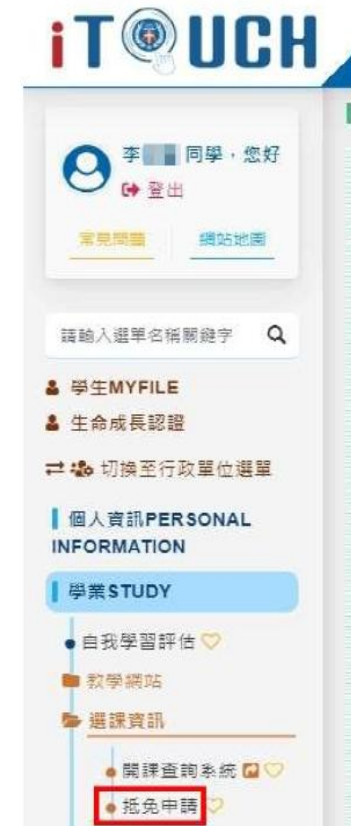 iTOUCH
李 同學，您好
登出
常見問題 網站地圖
請輸入選單名稱關鍵字
學生MYFILE
生命成長認證
切換至行政單位選單
個人資訊PERSONAL
INFORMATION
學業STUDY
自我學習評估
教學網站
選課資訊
開課查詢系統
抵免申請